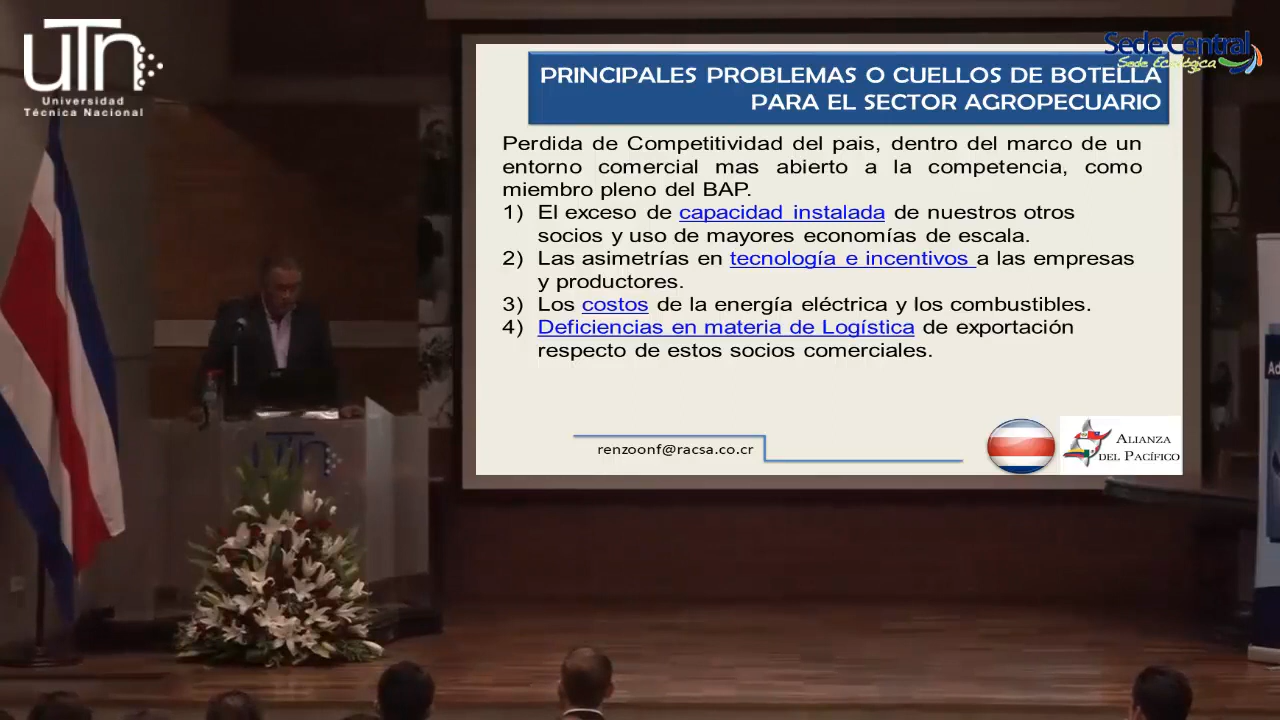 utn
Universidad
Técnica Nacional
Sede Central
Sede Ecológica
PRINCIPALES PROBLEMAS O CUELLOS DE BOTELLA
PARA EL SECTOR AGROPECUARIO
Perdida de Competitividad del pais, dentro del marco de un
entorno comercial mas abierto a la competencia, como
miembro pleno del BAP.
1) El exceso de capacidad instalada de nuestros otros
socios y uso de mayores economías de escala.
2) Las asimetrías en tecnología e incentivos a las empresas
y productores.
3) Los costos de la energía eléctrica y los combustibles.
4) Deficiencias en materia de Logística de exportación
respecto de estos socios comerciales.
renzoonf@racsa.co.cr
ALIANZA
DEL PACÍFICO
utn
Ad